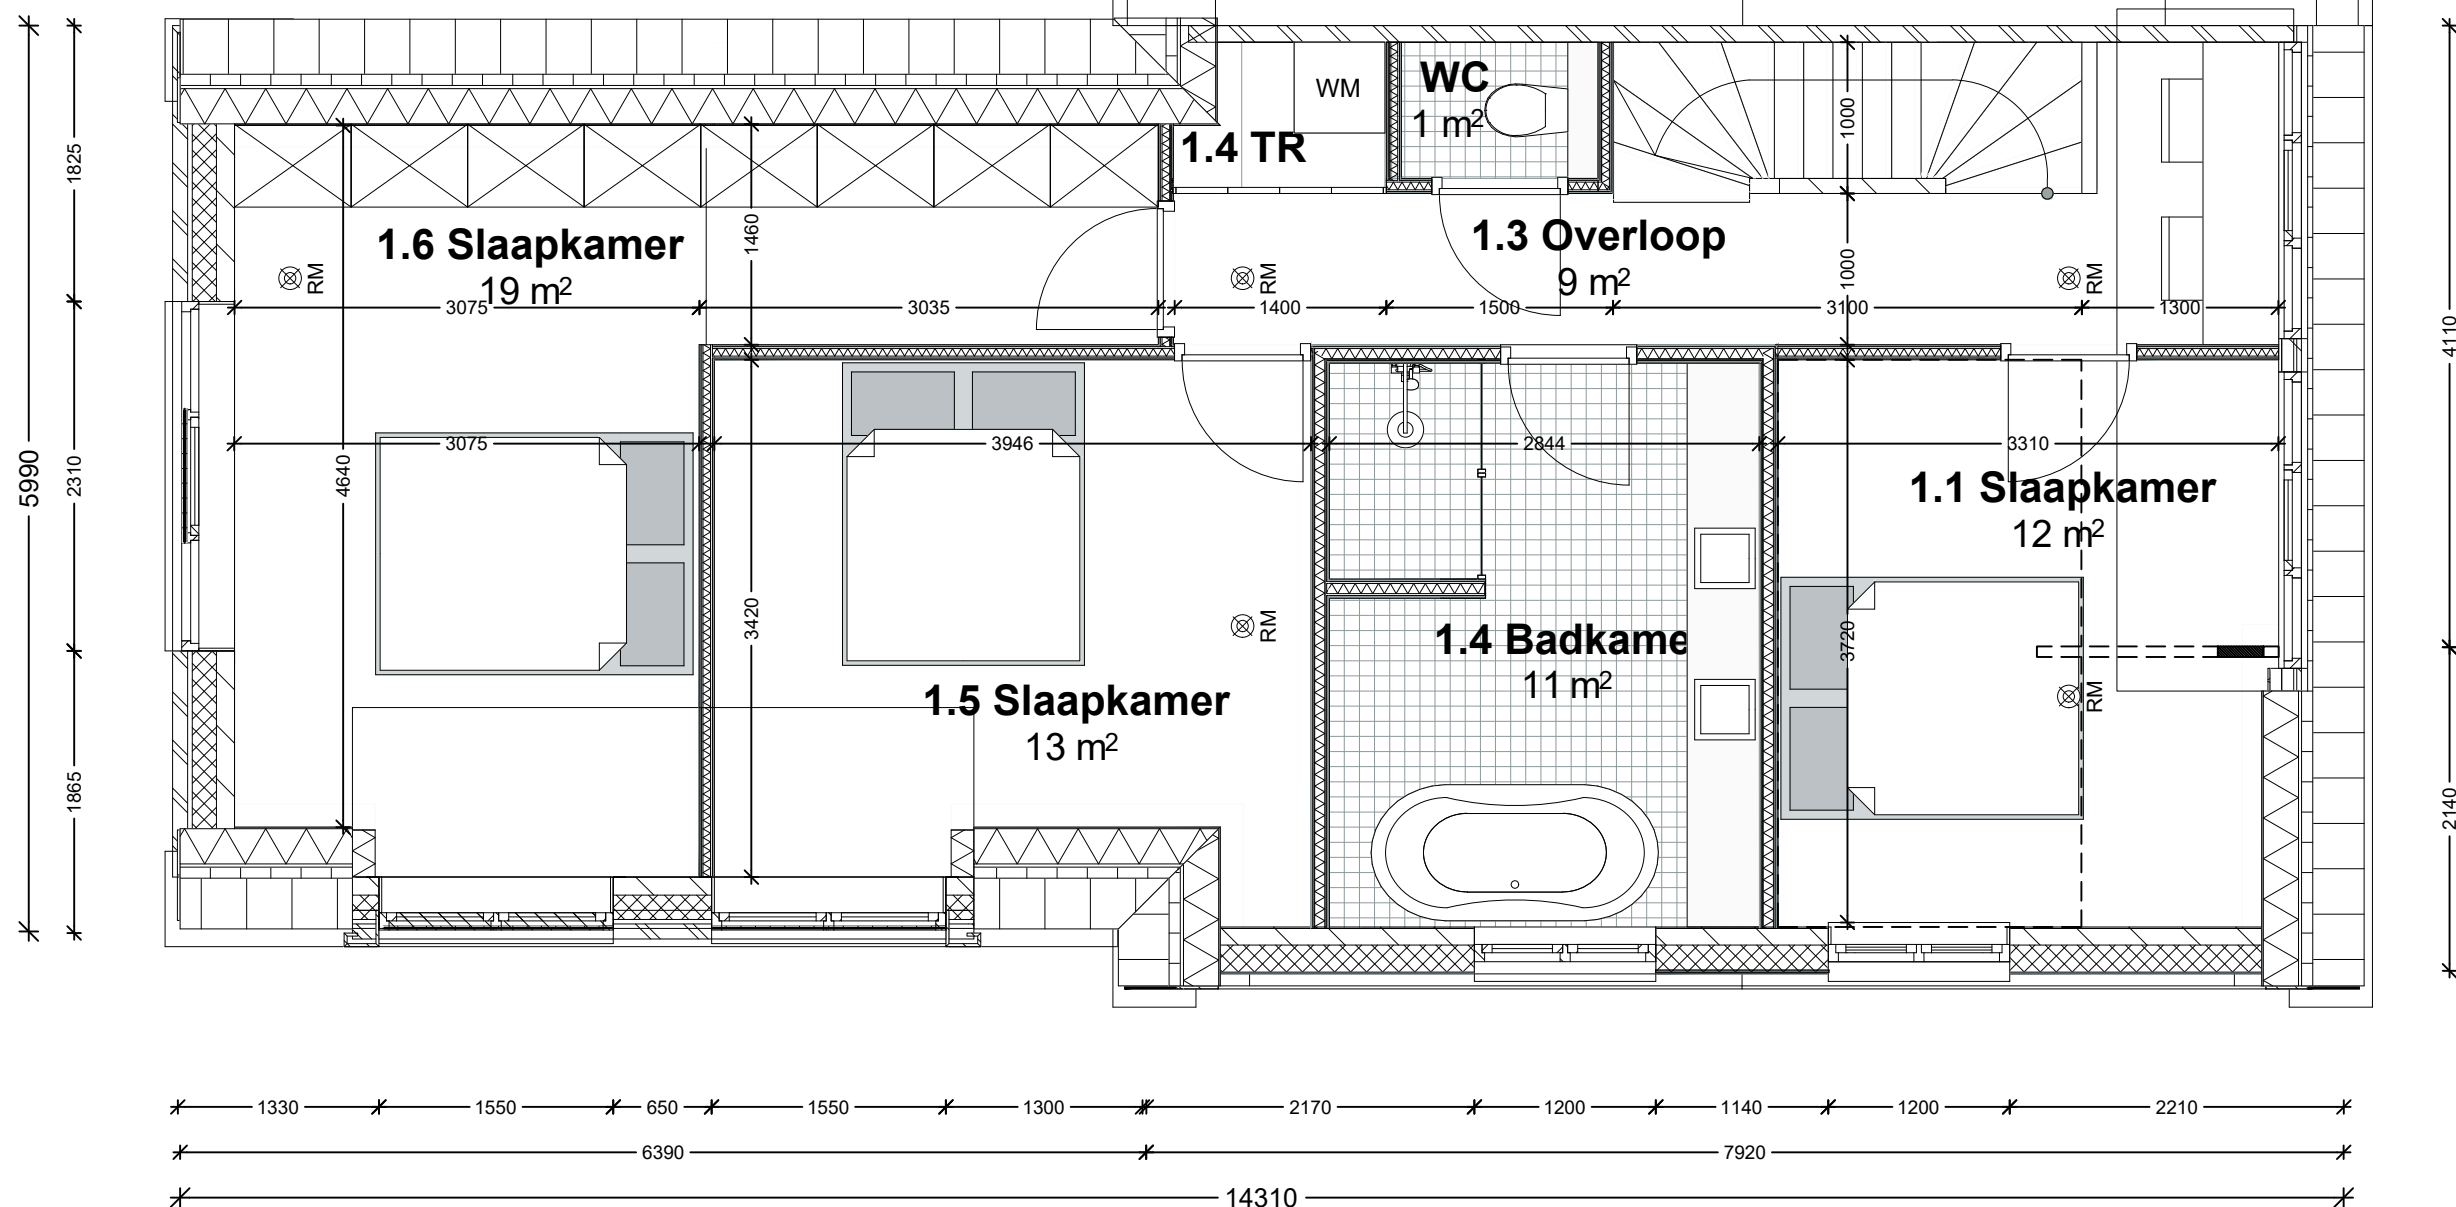 WC
1 m²
WM
1.4 TR
1000
1825
1460
1.6 Slaapkamer
19 m²
RM
1.3 Overloop
9 m²
RM
1000
RM
3075
3035
1400
1500
3100
1300
4110
5990
2310
4640
3075
3946
2844
3310
1.1 Slaapkamer
12 m²
3420
RM
3720
1.4 Badkame
11 m²
1.5 Slaapkamer
13 m²
RM
1865
2140
1330
1550
650
1550
1300
2170
1200
1140
1200
2210
6390
7920
14310